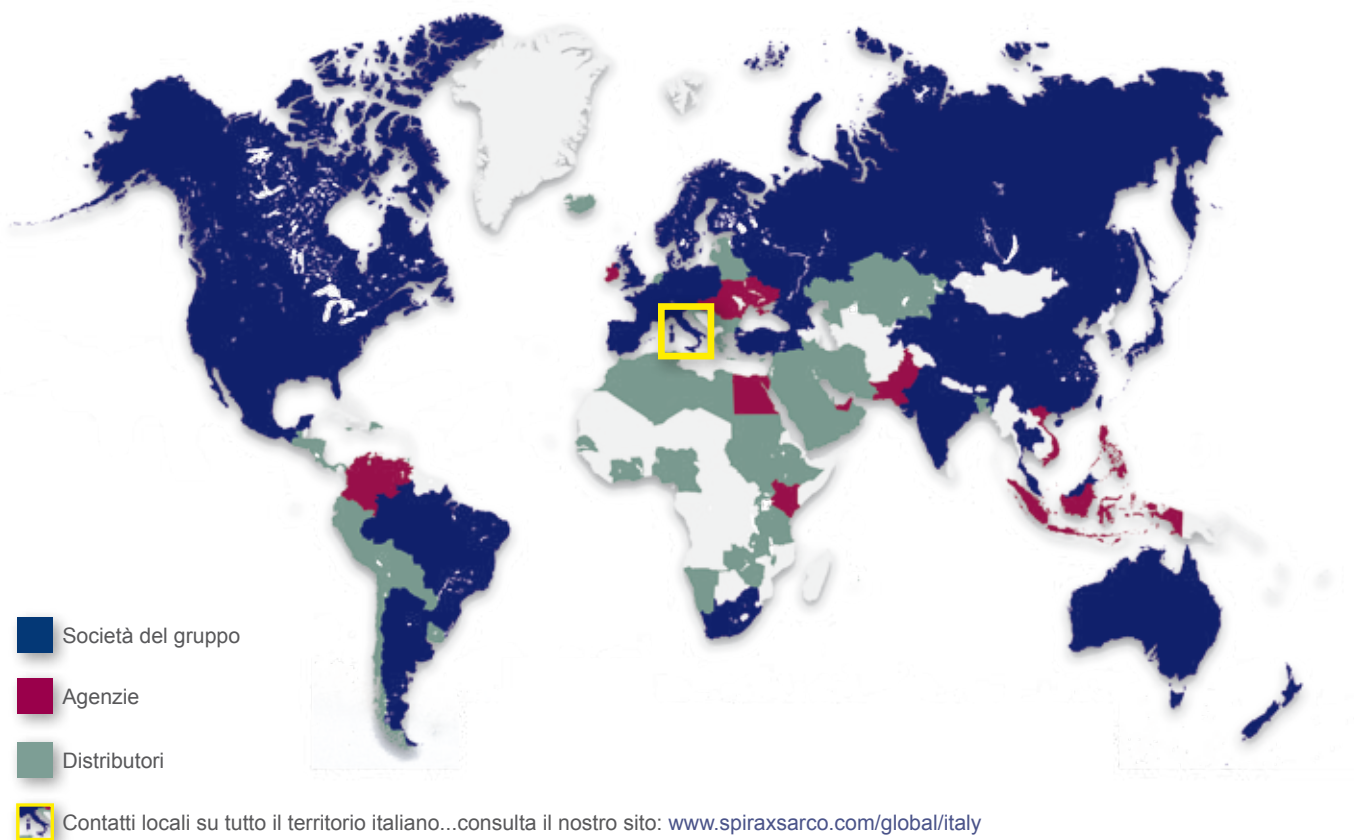 Società del gruppo
Agenzie
Distributori
Contatti locali su tutto il territorio italiano...consulta il nostro sito: www.spiraxsarco.com/global/italy